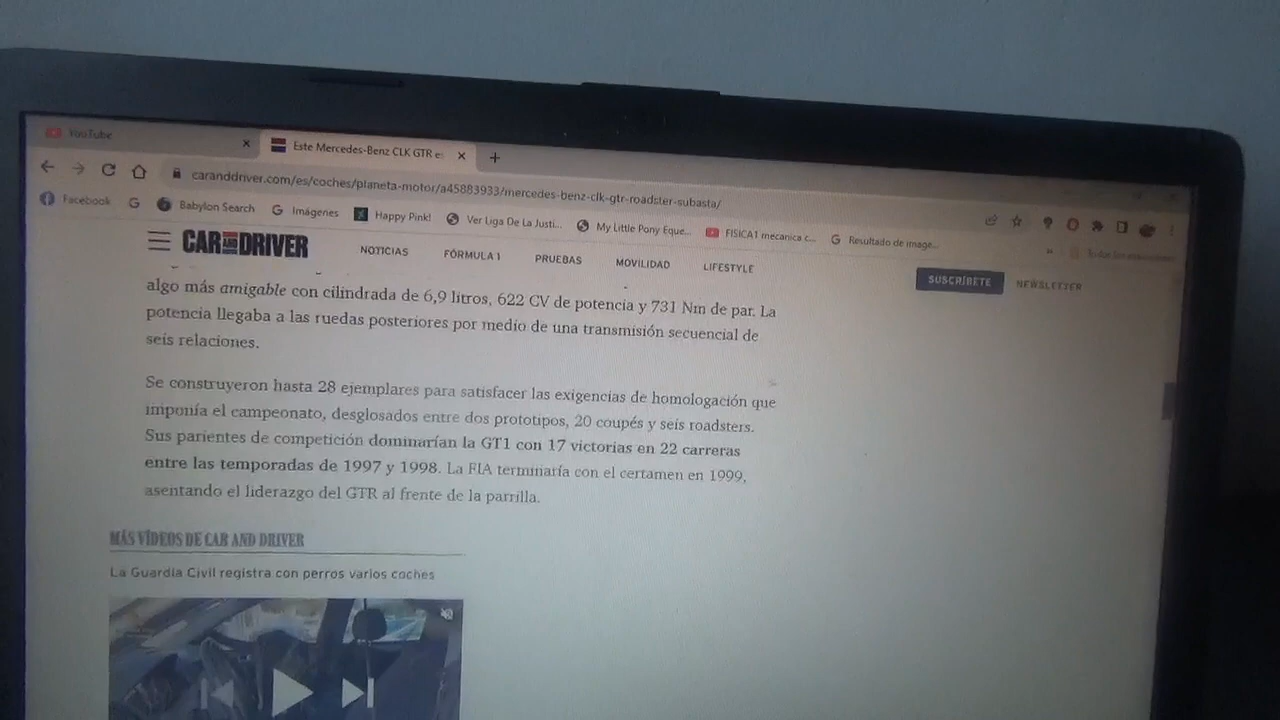 YouTube
Este Mercedes-Benz CLK GTR es
caranddriver.com/es/coches/planeta-motor/a45883933/mercedes-benz-clk-gtr-roadster-subasta/
Facebook G Babylon Search Imágenes Happy Pink! Ver Liga De La Justi... My Little Pony Eque... FISICA1 mecanica c... Resultado de image...
CAR AND DRIVER NOTICIAS FÓRMULA 1 PRUEBAS MOVILIDAD LIFESTYLE SUSCRÍBETE NEWSLETTER
algo más amigable con cilindrada de 6,9 litros, 622 CV de potencia y 731 Nm de par. La
potencia llegaba a las ruedas posteriores por medio de una transmisión secuencial de
seis relaciones.
Se construyeron hasta 28 ejemplares para satisfacer las exigencias de homologación que
imponía el campeonato, desglosados entre dos prototipos, 20 coupés y seis roadsters.
Sus parientes de competición dominarían la GT1 con 17 victorias en 22 carreras
entre las temporadas de 1997 y 1998. La FIA terminaría con el certamen en 1999,
asentando el liderazgo del GTR al frente de la parrilla.
MÁS VÍDEOS DE CAR AND DRIVER
La Guardia Civil registra con perros varios coches